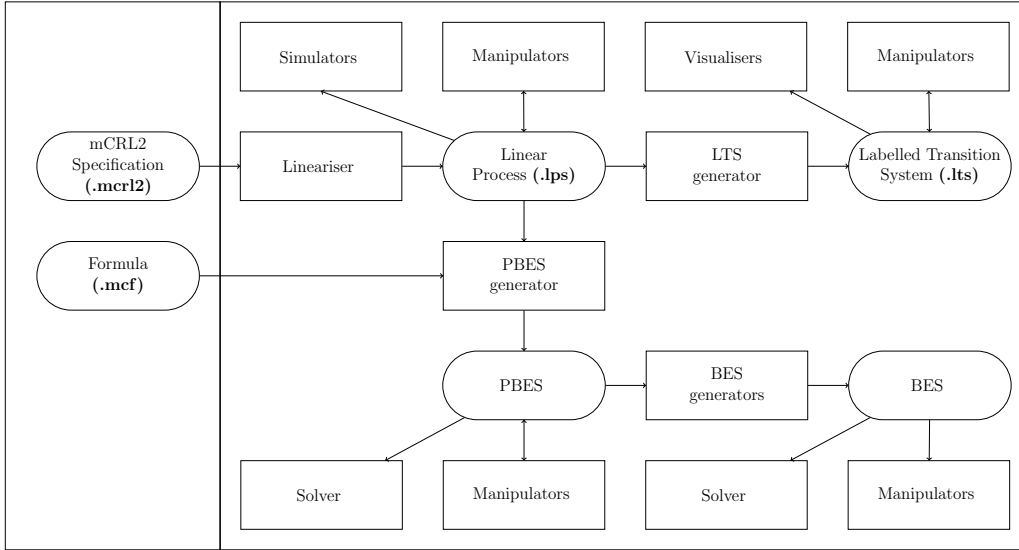 Simulators
Manipulators
Visualisers
Manipulators
mCRL2
Specification
(.mcrl2)
Lineariser
Linear
Process (.lps)
LTS
generator
Labelled Transition
System (.lts)
Formula
(.mcf)
PBES
generator
PBES
BES
generators
BES
Solver
Manipulators
Solver
Manipulators